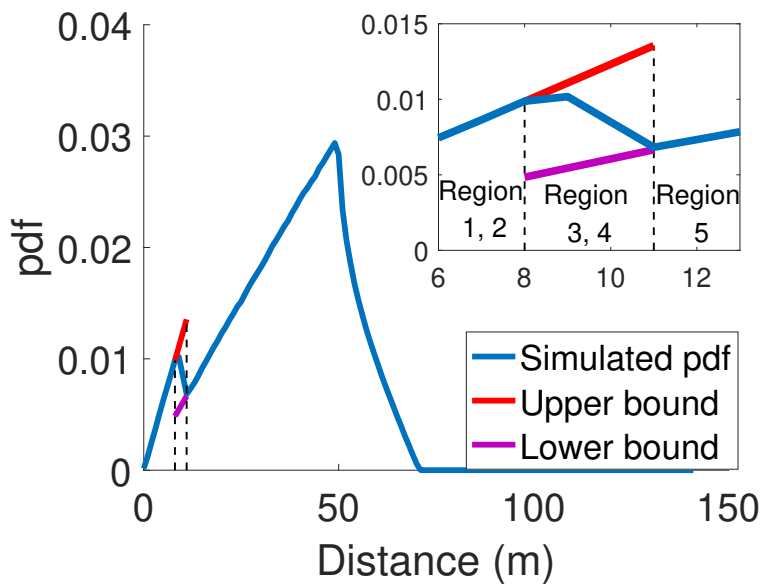 0.04
0.03
0.02
0.01
0
pdf
0
50
100
150
Distance (m)
0.015
0.01
0.005
0
6
8
10
12
Region
1, 2
Region
3, 4
Region
5
Simulated pdf
Upper bound
Lower bound